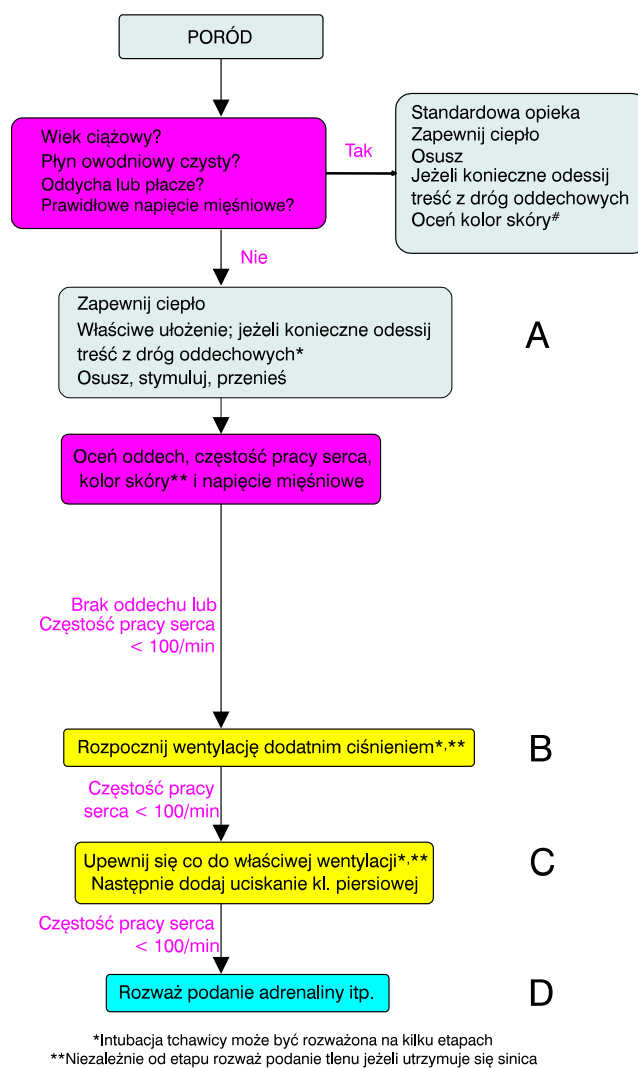 PORÓD
Wiek ciążowy?
Płyn owodniowy czysty?
Oddycha lub płacze?
Prawidłowe napięcie mięśniowe?
Tak
Standardowa opieka
Zapewnij ciepło
Osusz
Jeżeli konieczne odessij
treść z dróg oddechowych
Oceń kolor skóry#
Nie
Zapewnij ciepło
Właściwe ułożenie; jeżeli konieczne odessij
treść z dróg oddechowych*
Osusz, stymuluj, przenieś
A
Oceń oddech, częstość pracy serca,
kolor skóry** i napięcie mięśniowe
Brak oddechu lub
Częstość pracy serca
< 100/min
Rozpocznij wentylację dodatnim ciśnieniem*,**
B
Częstość pracy
serca < 100/min
Upewnij się co do właściwej wentylacji*,**
Następnie dodaj uciskanie kl. piersiowej
C
Częstość pracy serca
< 100/min
Rozważ podanie adrenaliny itp.
D
*Intubacja tchawicy może być rozważona na kilku etapach
**Niezależnie od etapu rozważ podanie tlenu jeżeli utrzymuje się sinica